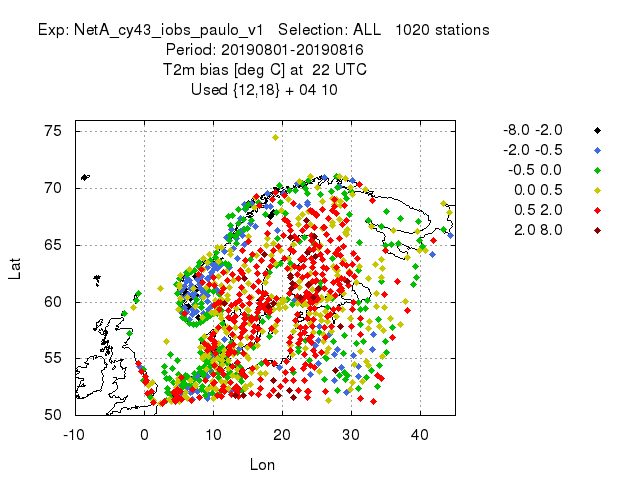 Exp: NetA_cy43_iobs_paulo_v1 Selection: ALL 1020 stations
Period: 20190801-20190816
T2m bias [deg C] at 22 UTC
Used {12,18} + 04 10
-8.0 -2.0
-2.0 -0.5
-0.5 0.0
0.0 0.5
0.5 2.0
2.0 8.0
75
70
65
60
55
50
Lat
-10 0 10 20 30 40
Lon